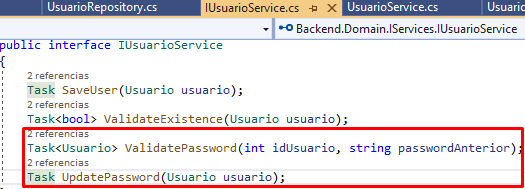 UsuarioRepository.cs IUsuarioService.cs UsuarioService.cs Usuario
Backend.Domain.IServices.IUsuarioService
public interface IUsuarioService
{
2 referencias
Task SaveUser(Usuario usuario);
2 referencias
Task<bool> ValidateExistence(Usuario usuario);
2 referencias
Task<Usuario> ValidatePassword(int idUsuario, string passwordAnterior);
2 referencias
Task UpdatePassword(Usuario usuario);